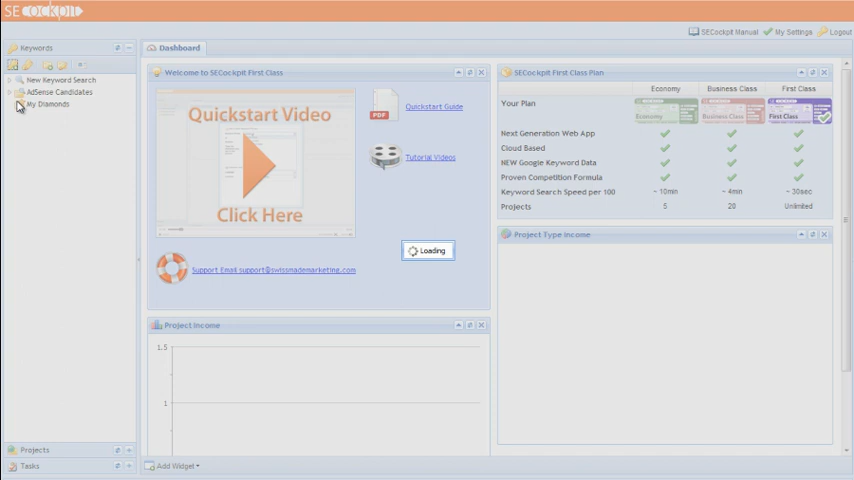 SECockpit
SECockpit Manual My Settings Logout
Keywords
New Keyword Search
AdSense Candidates
My Diamonds
Projects
Tasks
Dashboard
Welcome to SECockpit First Class
Quickstart Video
Click Here
PDF
Quickstart Guide
Tutorial Videos
Loading
Support Email support@swissmademarketing.com
Project Income
1.5
1
Add Widget
SECockpit First Class Plan
Economy Business Class First Class
Your Plan
Economy Business Class First Class
Next Generation Web App
Cloud Based
NEW Google Keyword Data
Proven Competition Formula
Keyword Search Speed per 100 ~ 10min ~ 4min ~ 30sec
Projects 5 20 Unlimited
Project Type Income